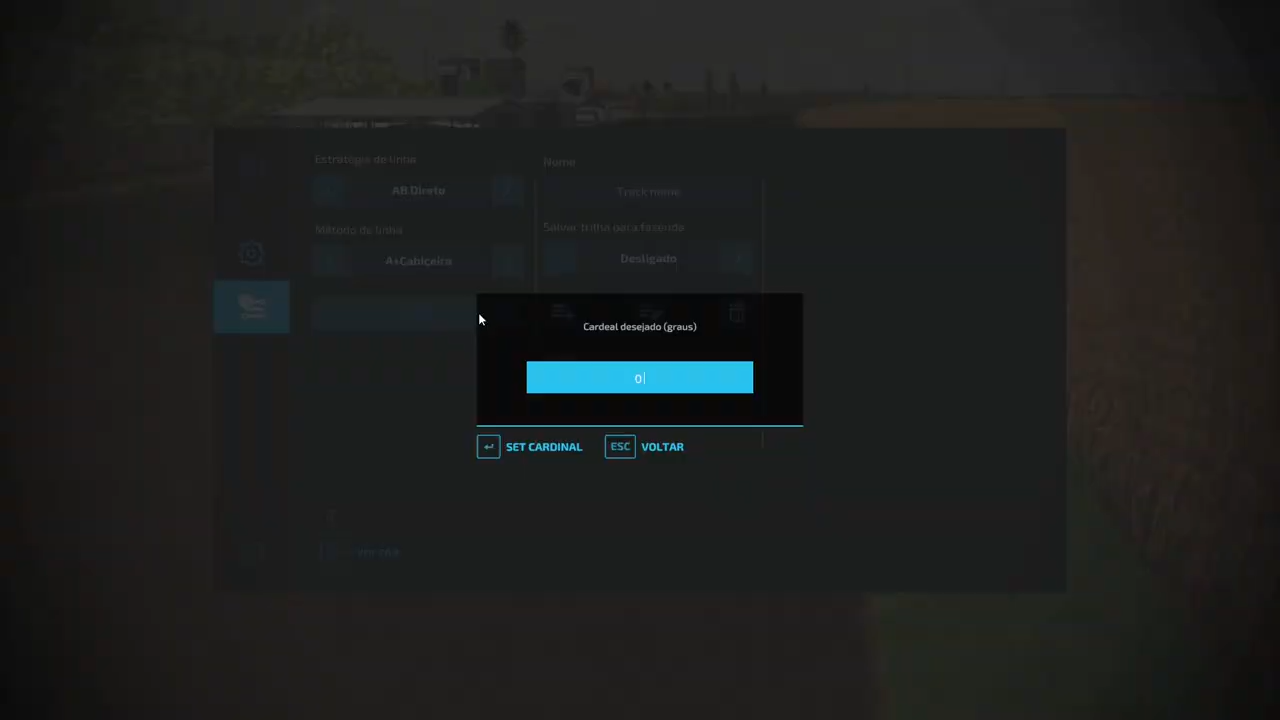 Estratégia de linha
Nome
AB Direto
Track name
Método de linha
Salvar trilha para fazenda
Desligado
Cardeal desejado (graus)
0
SET CARDINAL
ESC VOLTAR